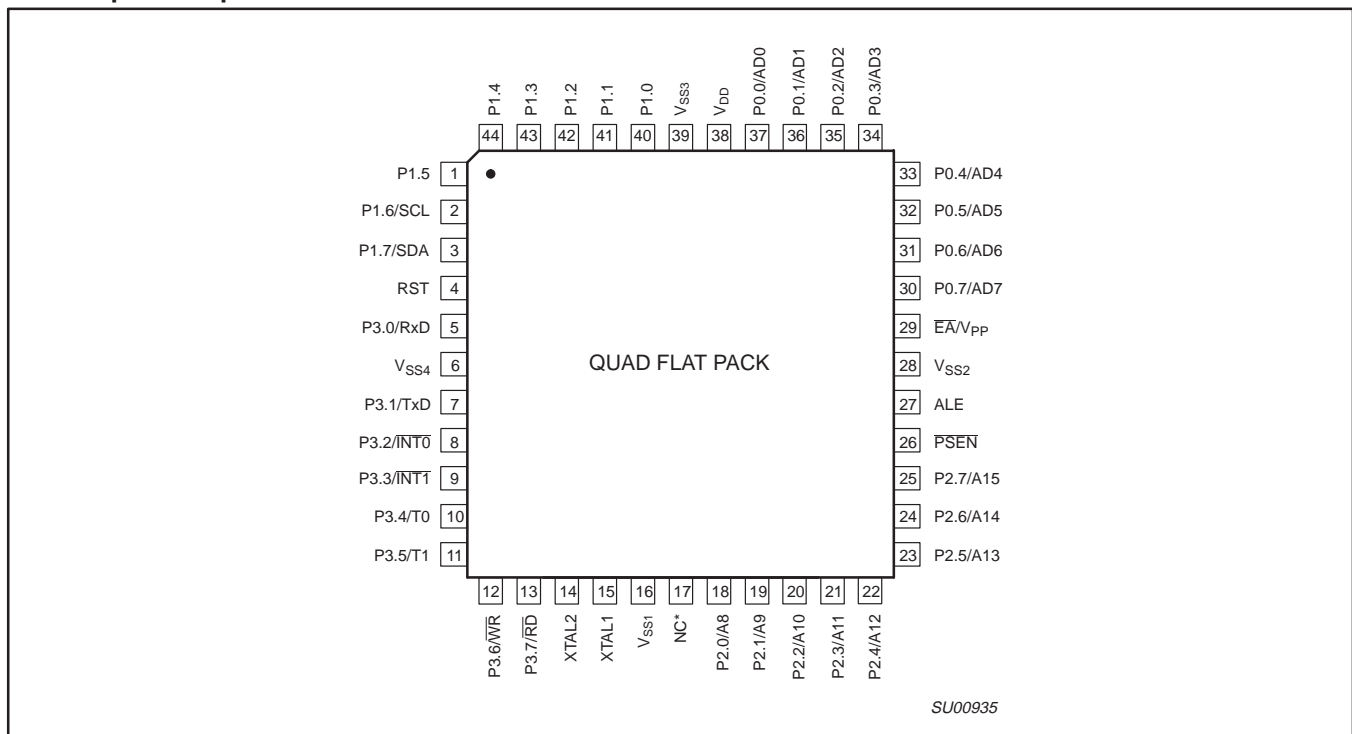 P1.4
P1.3
P1.2
P1.1
P1.0
VSS3
VDD
P0.0/AD0
P0.1/AD1
P0.2/AD2
P0.3/AD3
44 43 42 41 40 39 38 37 36 35 34
P1.5 1 33 P0.4/AD4
P1.6/SCL 2 32 P0.5/AD5
P1.7/SDA 3 31 P0.6/AD6
RST 4 30 P0.7/AD7
P3.0/RxD 5 29 E̅A̅/VPP
VSS4 6 QUAD FLAT PACK 28 VSS2
P3.1/TxD 7 27 ALE
P3.2/I̅N̅T̅0̅ 8 26 P̅S̅E̅N̅
P3.3/I̅N̅T̅1̅ 9 25 P2.7/A15
P3.4/T0 10 24 P2.6/A14
P3.5/T1 11 23 P2.5/A13
12 13 14 15 16 17 18 19 20 21 22
P3.6/W̅R̅
P3.7/R̅D̅
XTAL2
XTAL1
VSS1
NC*
P2.0/A8
P2.1/A9
P2.2/A10
P2.3/A11
P2.4/A12
SU00935